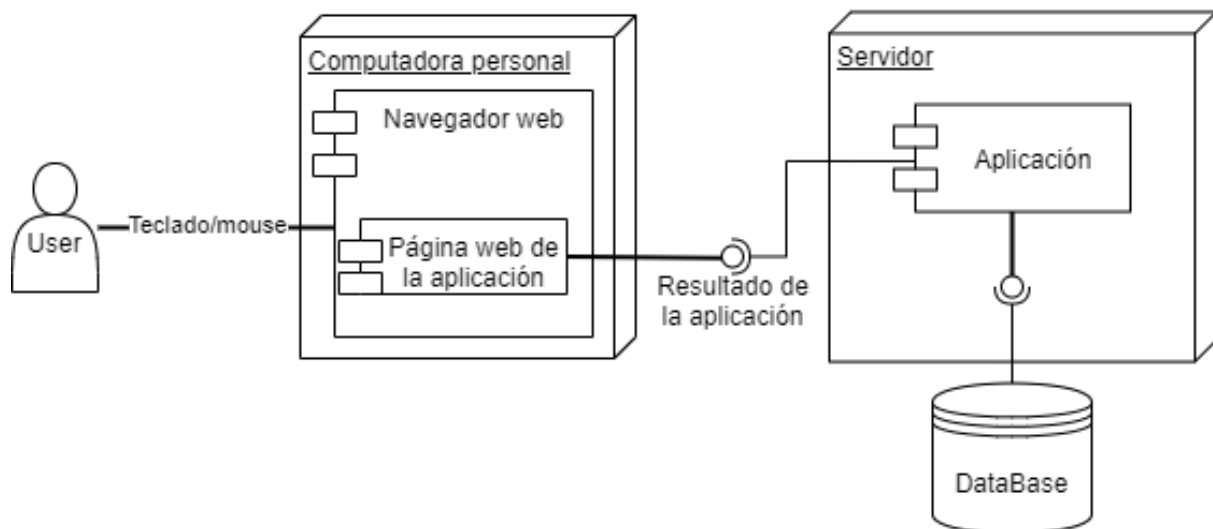 Computadora personal
Servidor
Navegador web
Aplicación
Teclado/mouse
User
Página web de
la aplicación
Resultado de
la aplicación
DataBase